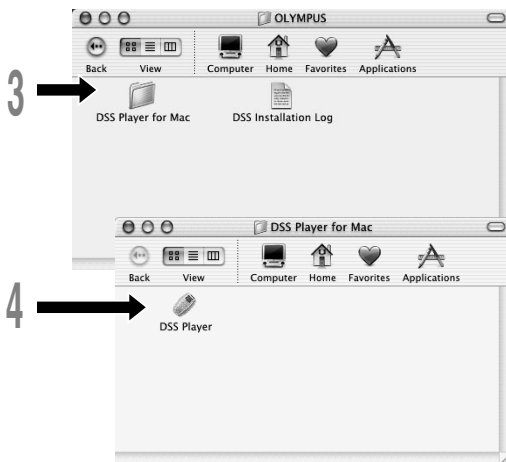 OLYMPUS
Back View Computer Home Favorites Applications
3
DSS Player for Mac DSS Installation Log
DSS Player for Mac
Back View Computer Home Favorites Applications
4
DSS Player